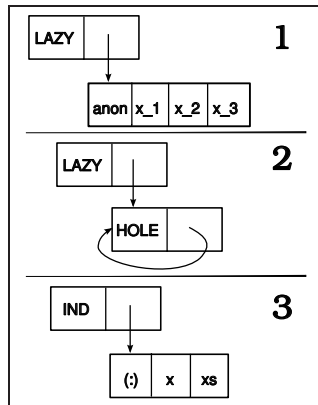 LAZY 1
anon x_1 x_2 x_3
LAZY 2
HOLE
IND 3
(:) x xs